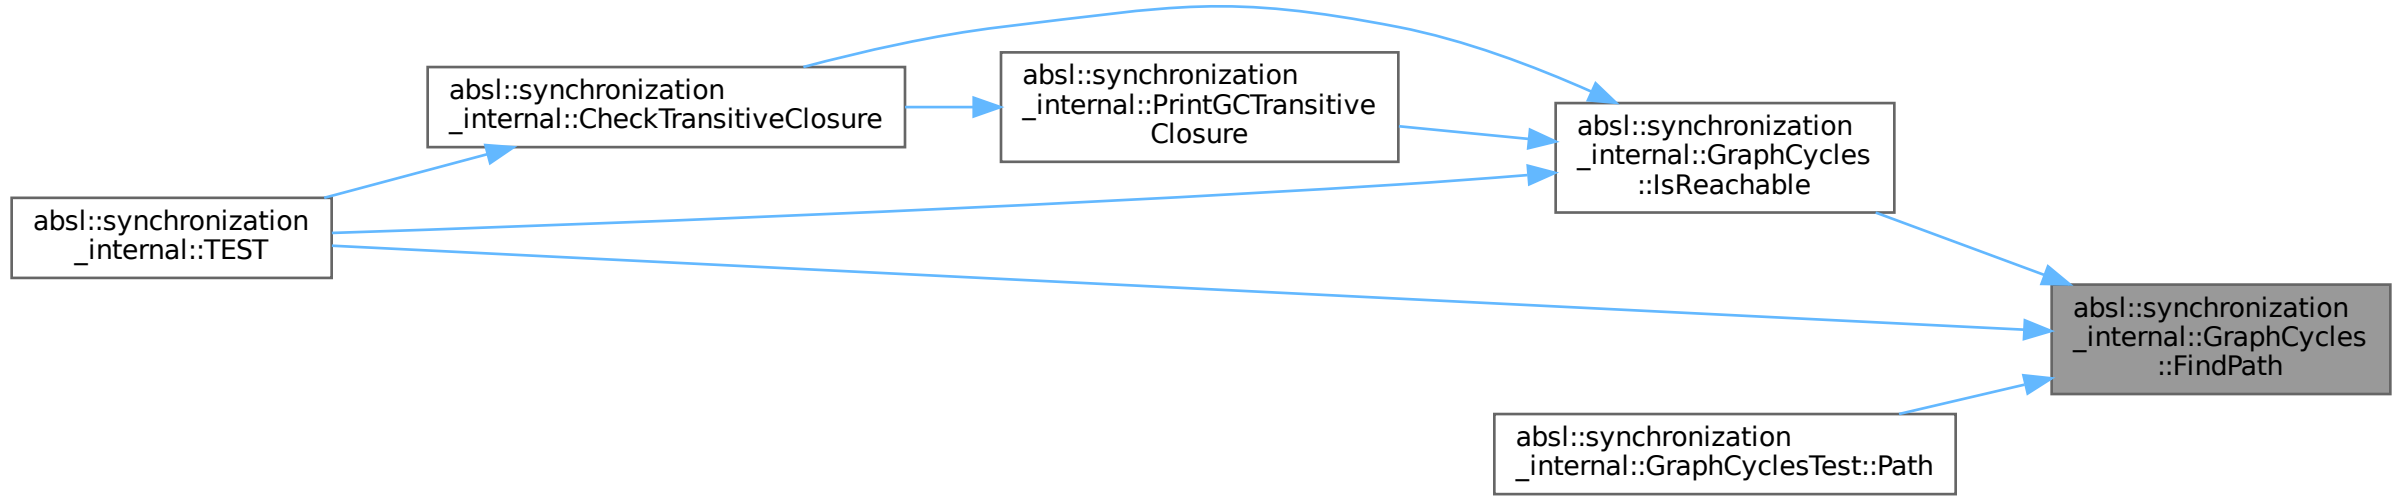 absl::synchronization
_internal::TEST
absl::synchronization
_internal::CheckTransitiveClosure
absl::synchronization
_internal::PrintGCTransitive
Closure
absl::synchronization
_internal::GraphCycles
::IsReachable
absl::synchronization
_internal::GraphCycles
::FindPath
absl::synchronization
_internal::GraphCyclesTest::Path